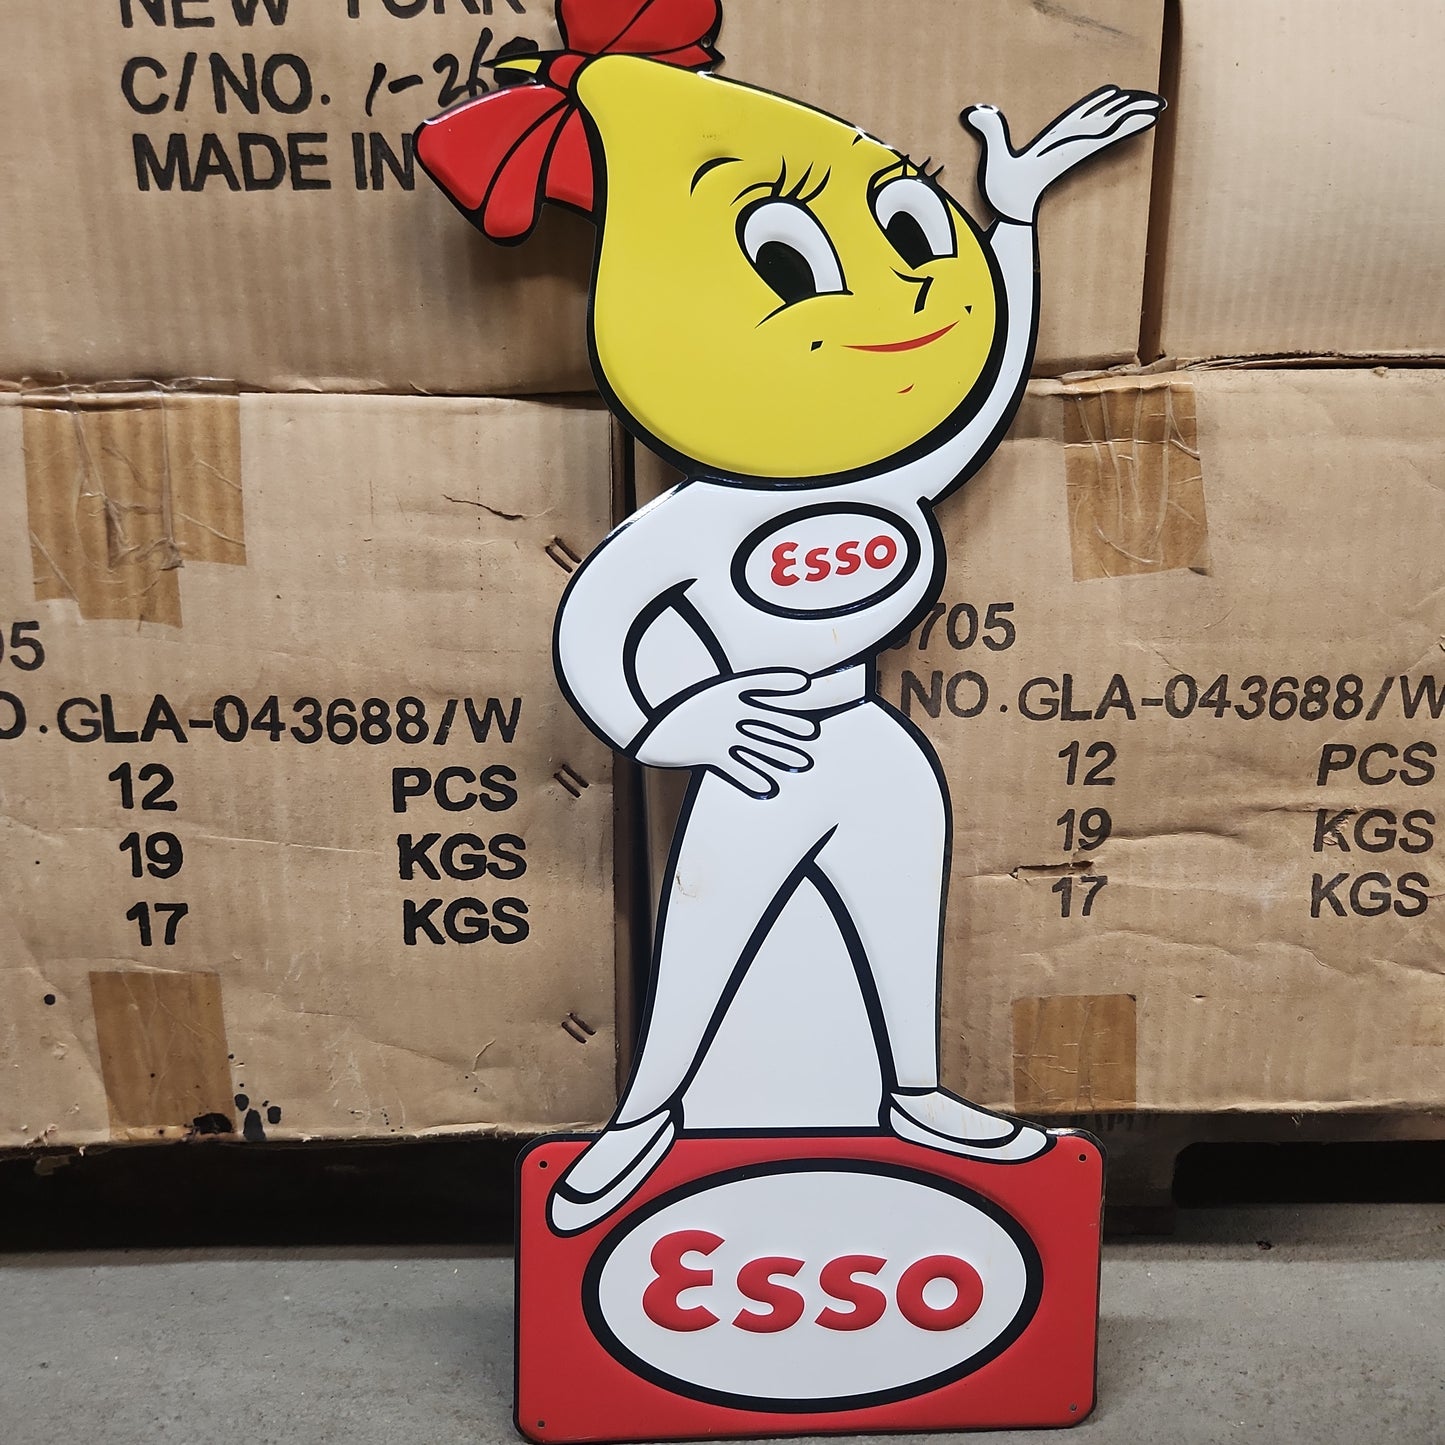 NEW YORK
C/NO. 1-26
MADE IN
Esso
05
O.GLA-043688/W
12 PCS
19 KGS
17 KGS
705
NO.GLA-043688/W
12 PCS
19 KGS
17 KGS
Esso